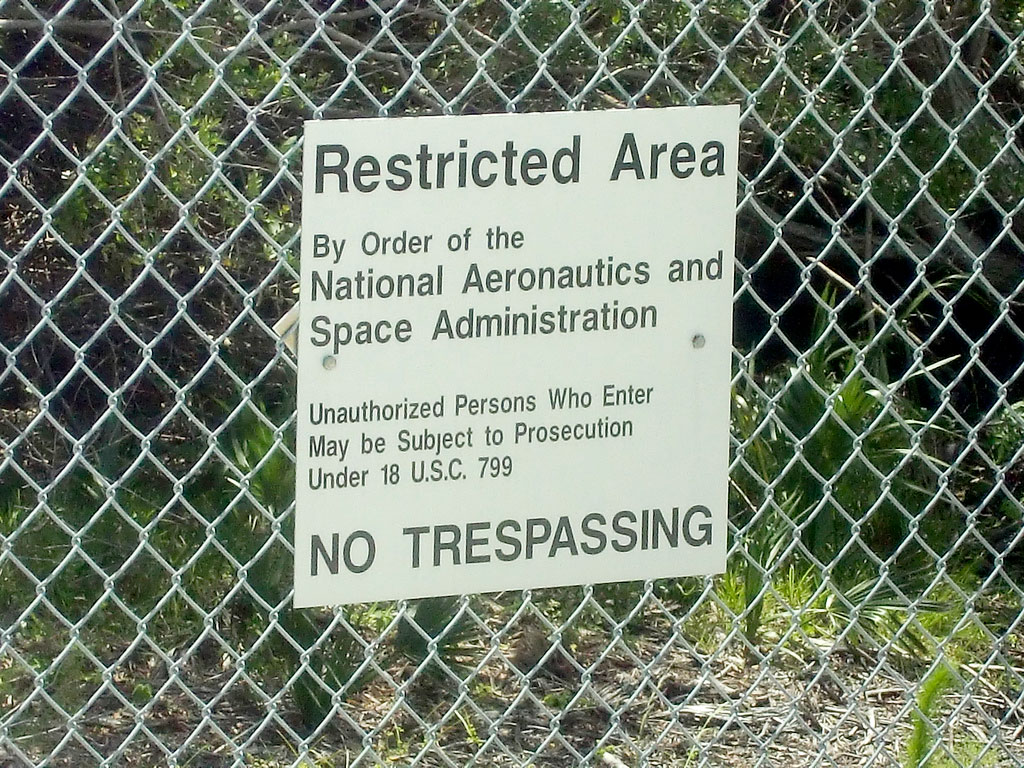 Restricted Area
By Order of the
National Aeronautics and
Space Administration
Unauthorized Persons Who Enter
May be Subject to Prosecution
Under 18 U.S.C. 799
NO TRESPASSING